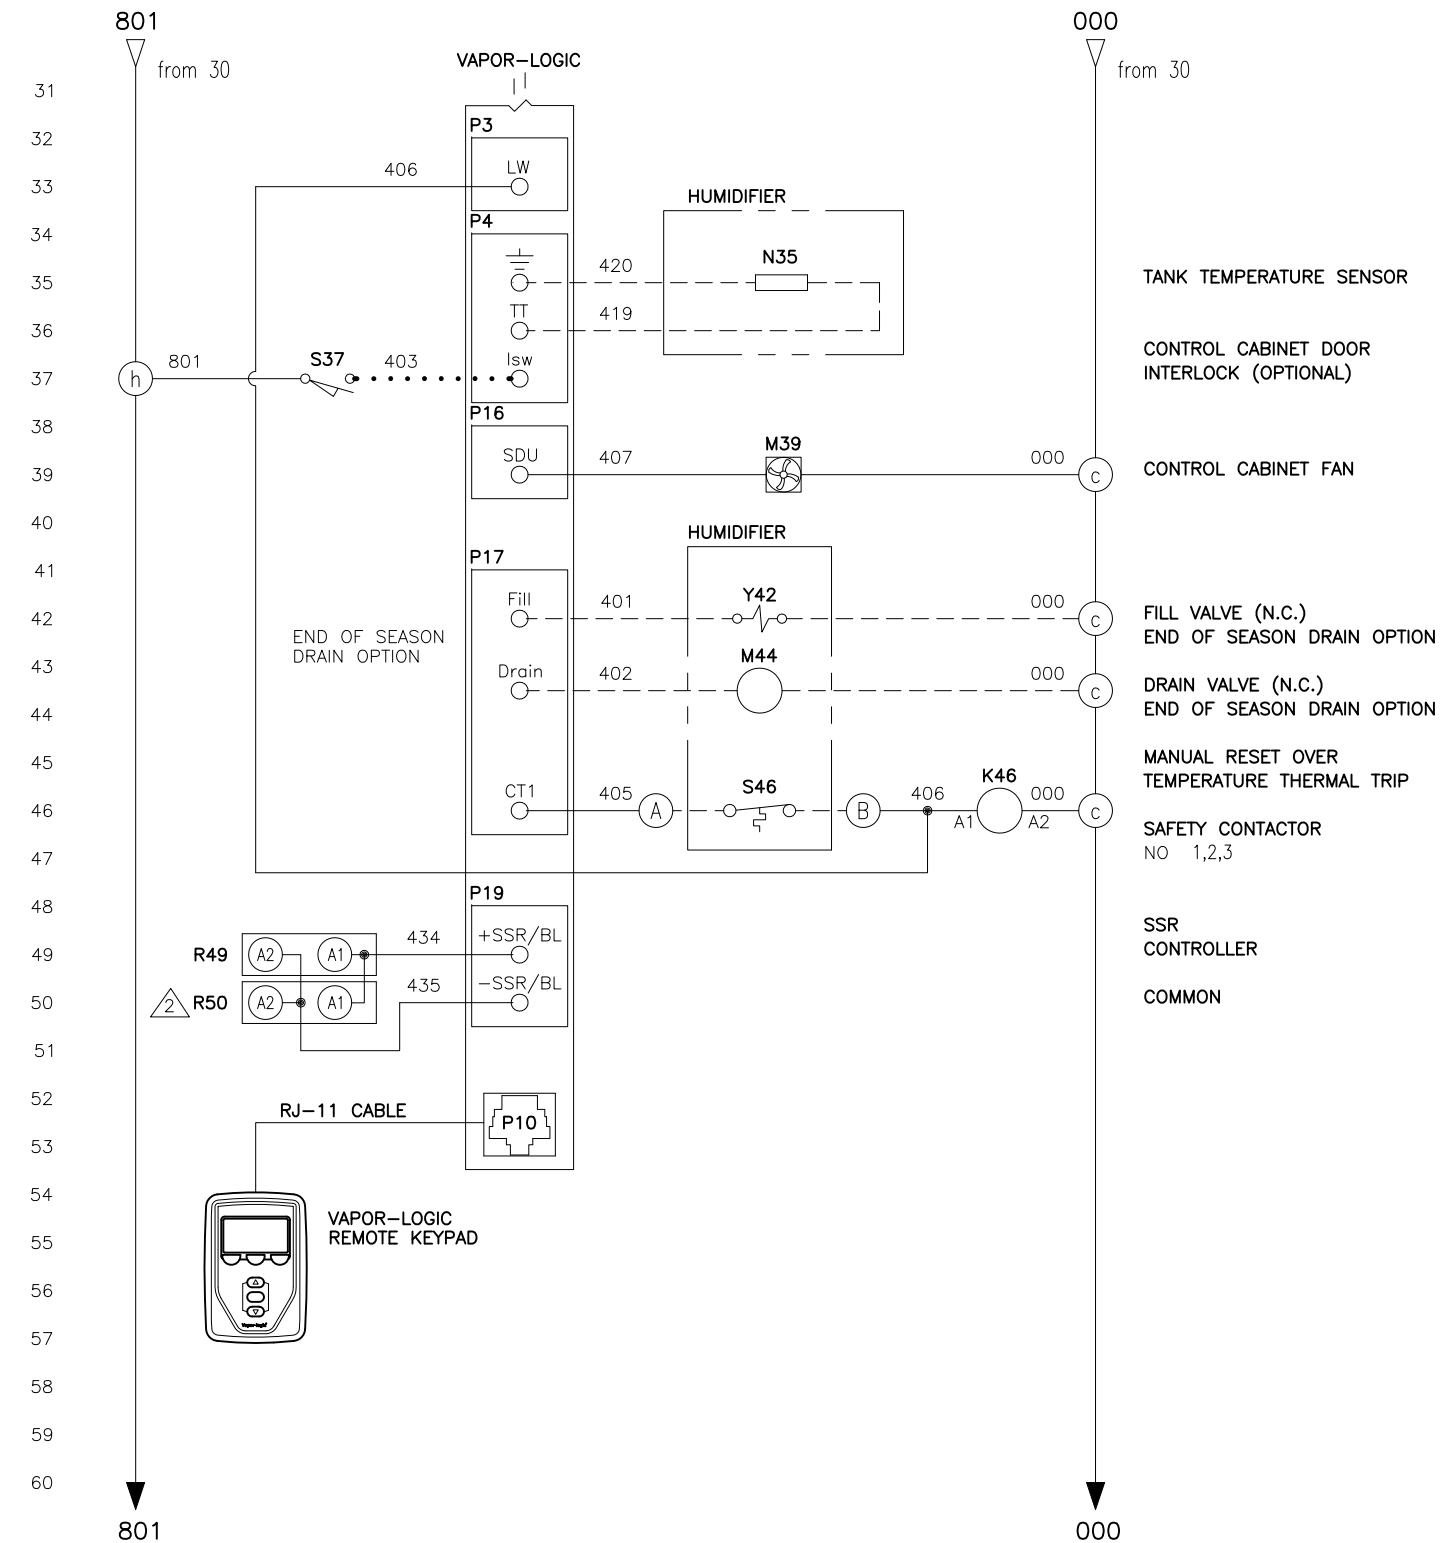 801
000
from 30
from 30
VAPOR-LOGIC
31
32
P3
LW
406
33
HUMIDIFIER
34
P4
N35
420
35
TANK TEMPERATURE SENSOR
TT
419
36
CONTROL CABINET DOOR
INTERLOCK (OPTIONAL)
801
S37
403
Isw
37
h
38
P16
M39
SDU
407
000
39
c
CONTROL CABINET FAN
40
HUMIDIFIER
41
P17
Fill
401
Y42
000
42
c
FILL VALVE (N.C.)
END OF SEASON DRAIN OPTION
END OF SEASON
DRAIN OPTION
43
M44
Drain
402
000
c
DRAIN VALVE (N.C.)
END OF SEASON DRAIN OPTION
44
45
MANUAL RESET OVER
TEMPERATURE THERMAL TRIP
CT1
405
S46
406
K46
000
46
A
B
A1
A2
c
SAFETY CONTACTOR
NO 1,2,3
47
48
P19
SSR
CONTROLLER
434
+SSR/BL
49
R49
A2
A1
435
-SSR/BL
50
2
R50
A2
A1
COMMON
51
52
RJ-11 CABLE
P10
53
54
VAPOR-LOGIC
REMOTE KEYPAD
55
56
Vapor-logic
57
58
59
60
801
000